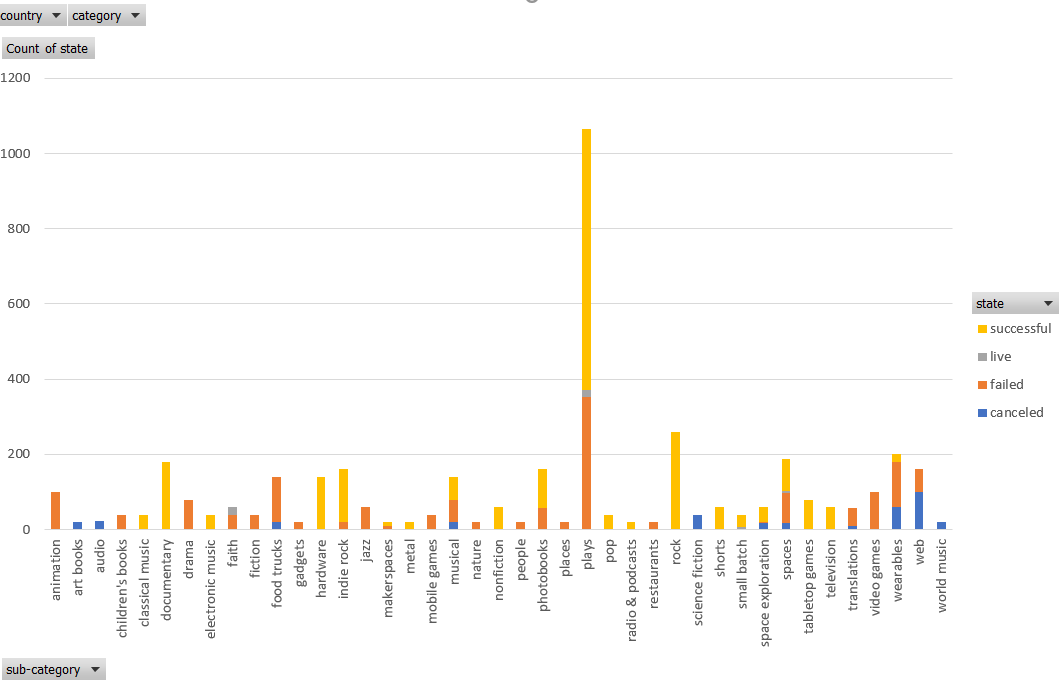 country category
Count of state
1200
1000
800
600
400
200
0
animation
art books
audio
children's books
classical music
documentary
drama
electronic music
faith
fiction
food trucks
gadgets
hardware
indie rock
jazz
makerspaces
metal
mobile games
musical
nature
nonfiction
people
photobooks
places
plays
pop
radio & podcasts
restaurants
rock
science fiction
shorts
small batch
space exploration
spaces
tabletop games
television
translations
video games
wearables
web
world music
state
successful
live
failed
canceled
sub-category